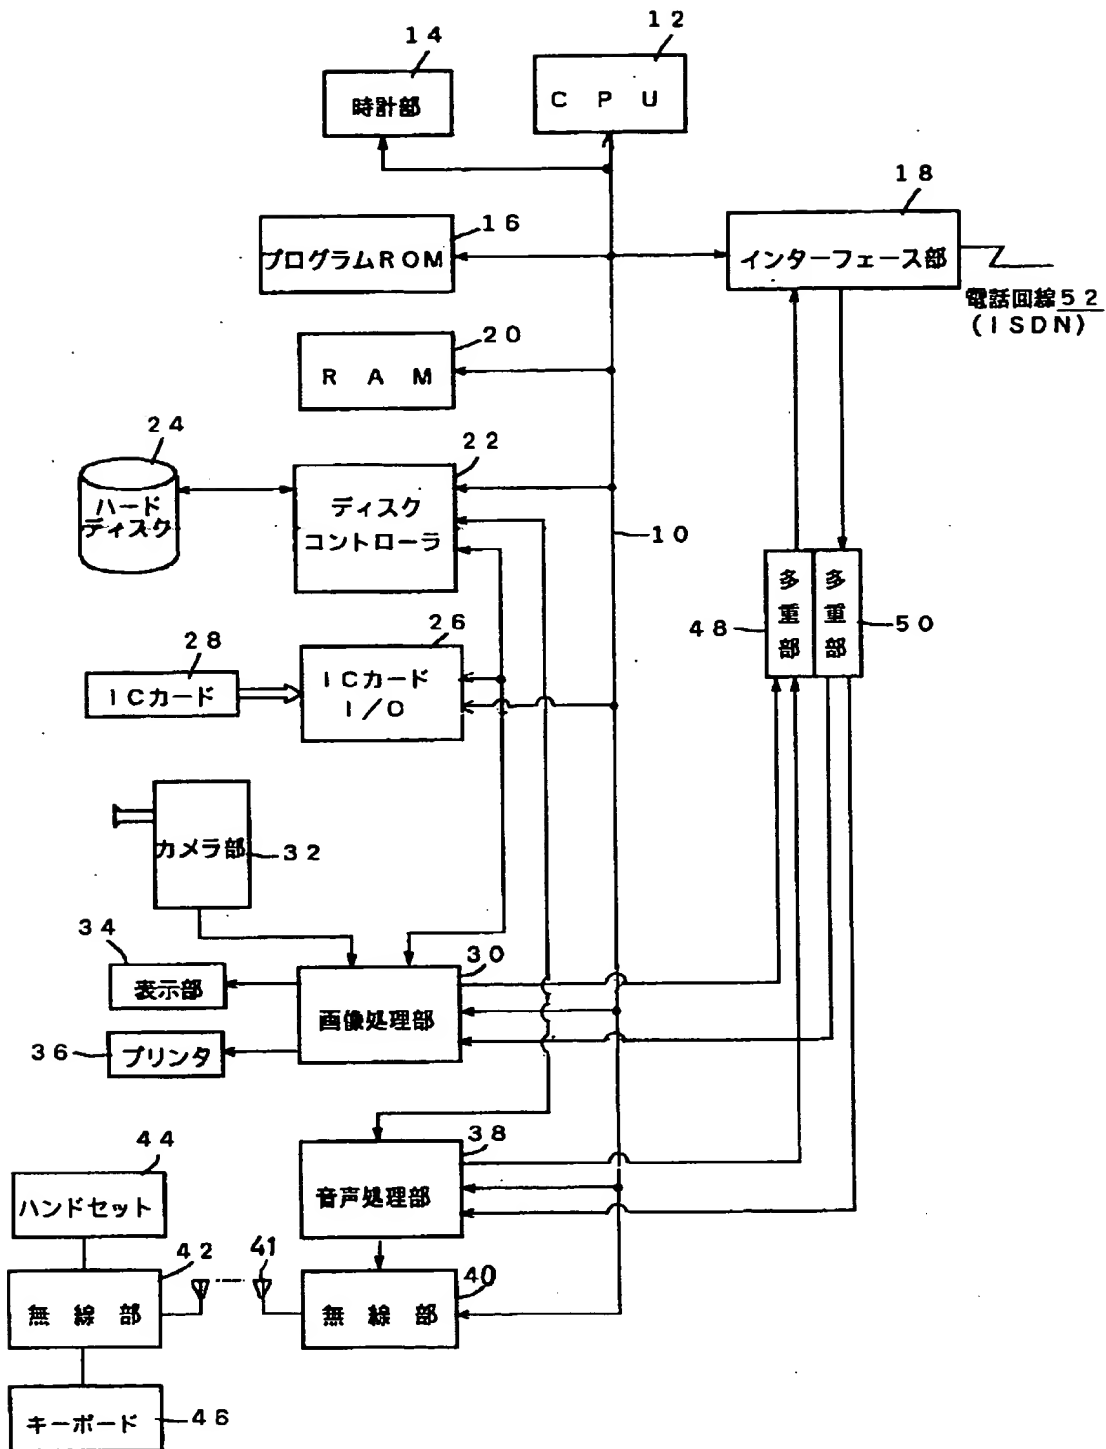 １２
１４
ＣＰＵ
時計部
１８
１６
プログラムＲＯＭ
インターフェース部
電話回線５２
（ＩＳＤＮ）
２０
ＲＡＭ
２４
２２
ハード
ディスク
ディスク
コントローラ
１０
多重部
多重部
４８
５０
２６
２８
ＩＣカード
ＩＣカード
Ｉ／Ｏ
カメラ部
３２
３４
３０
表示部
画像処理部
３６
プリンタ
３８
４４
ハンドセット
音声処理部
４２
４１
４０
無線部
無線部
キーボード
４６